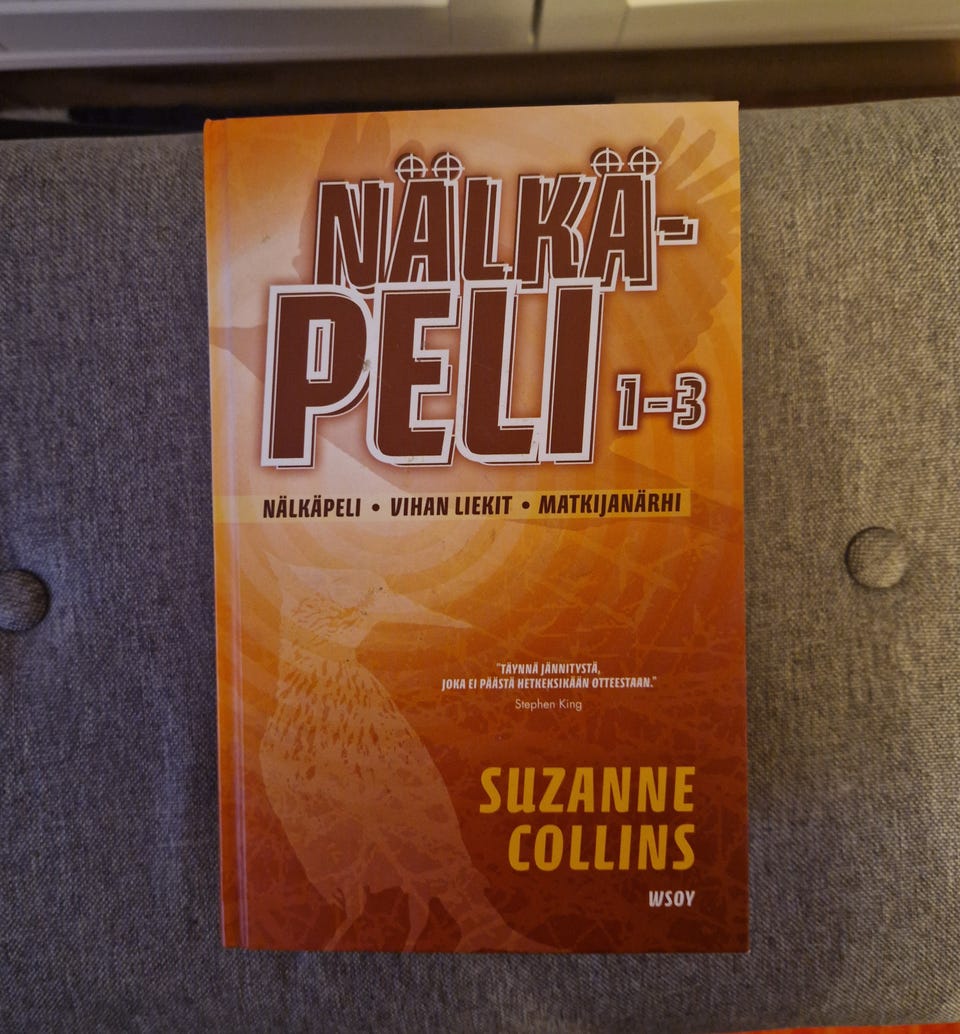 NÄLKÄ-
PELI 1-3
NÄLKÄPELI • VIHAN LIEKIT • MATKIJANÄRHI
"TÄYNNÄ JÄNNITYSTÄ,
JOKA EI PÄÄSTÄ HETKEKSIKÄÄN OTTEESTAAN."
Stephen King
SUZANNE
COLLINS
WSOY